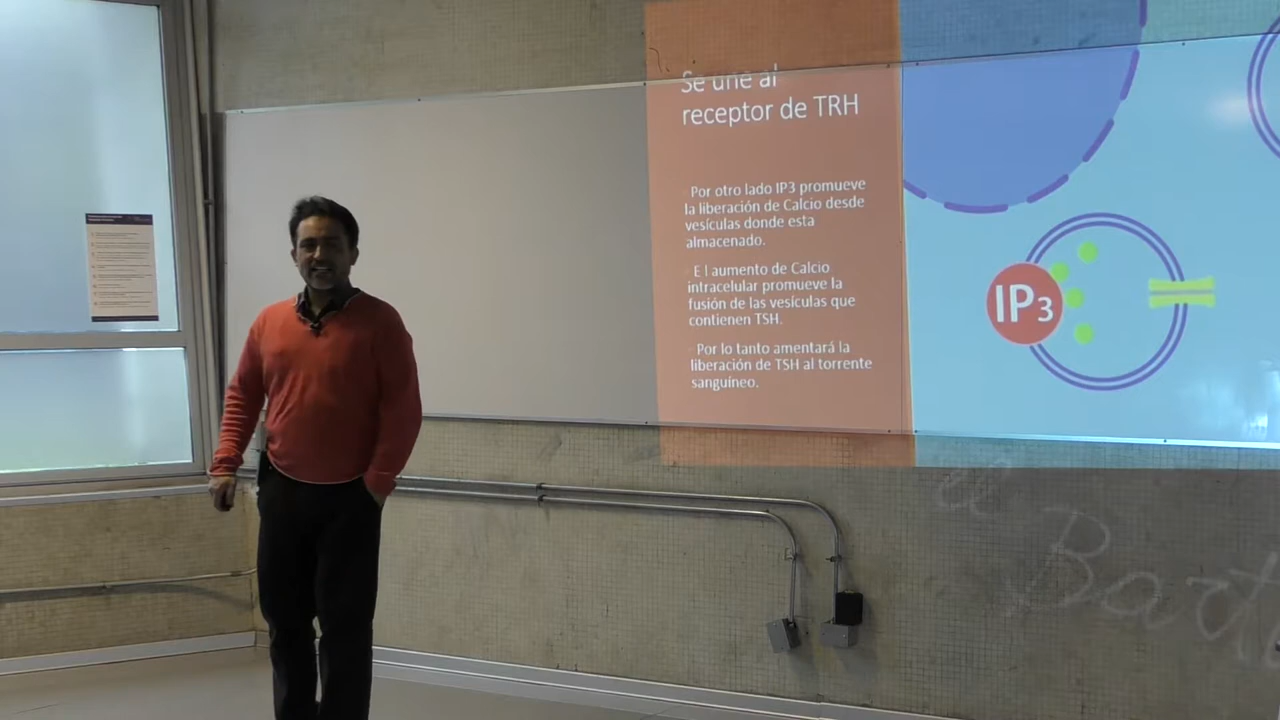 Se une al
receptor de TRH
Por otro lado IP3 promueve
la liberación de Calcio desde
vesículas donde esta
almacenado.
E l aumento de Calcio
intracelular promueve la
fusión de las vesículas que
contienen TSH.
Por lo tanto amentará la
liberación de TSH al torrente
sanguíneo.
IP3
el
Bart